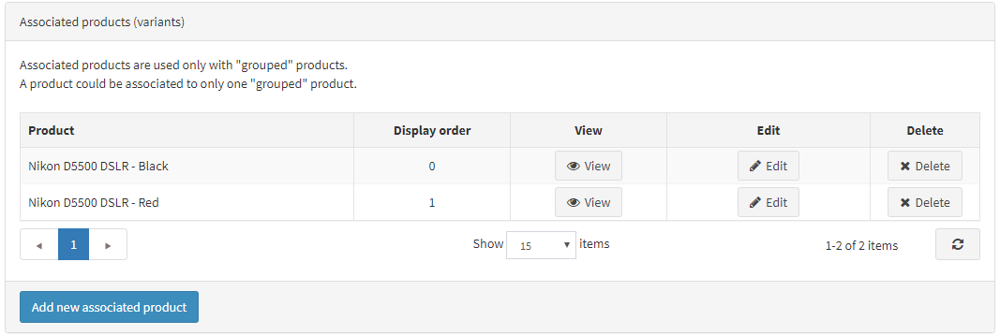 Associated products (variants)
Associated products are used only with "grouped" products.
A product could be associated to only one "grouped" product.
Product Display order View Edit Delete
Nikon D5500 DSLR - Black 0 View Edit Delete
Nikon D5500 DSLR - Red 1 View Edit Delete
1 Show 15 items 1-2 of 2 items
Add new associated product